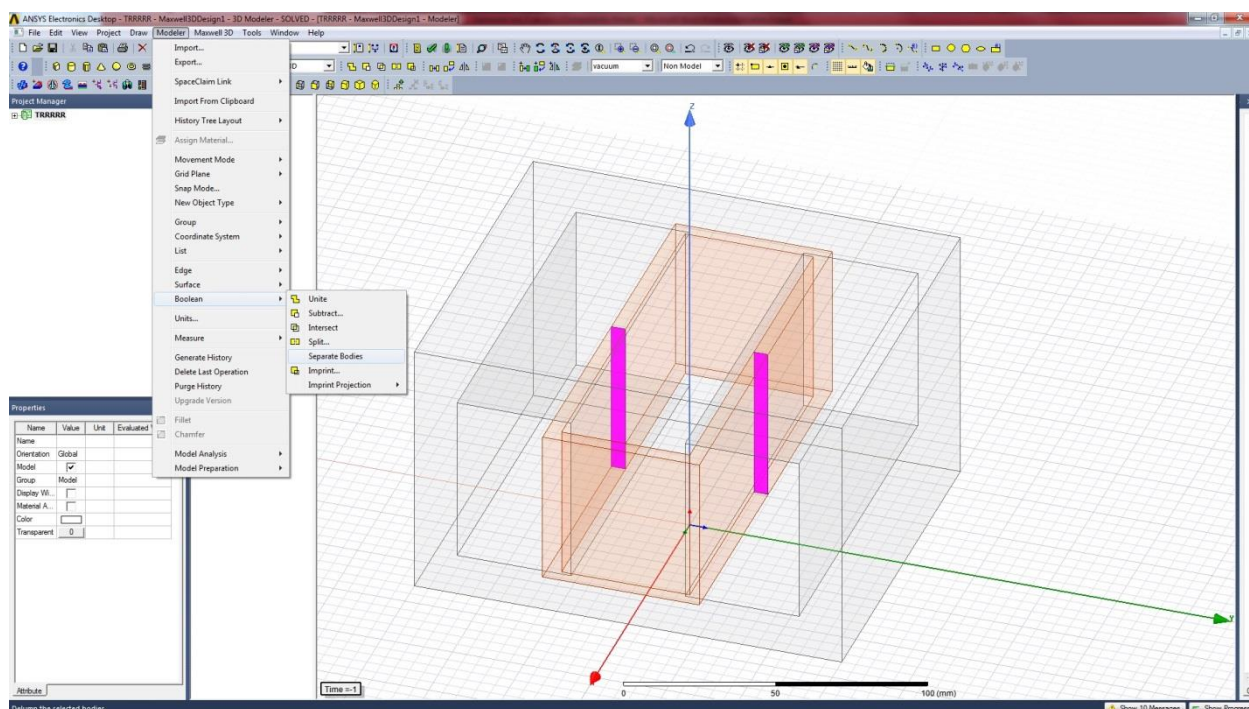 ANSYS Electronics Desktop - TRRRRR - Maxwell3DDesign1 - 3D Modeler - SOLVED - [TRRRRR - Maxwell3DDesign1 - Modeler]
File Edit View Project Draw Modeler Maxwell 3D Tools Window Help
vacuum Non Model
Project Manager
TRRRRR
Import...
Export...
SpaceClaim Link
Import From Clipboard
History Tree Layout
Assign Material...
Movement Mode
Grid Plane
Snap Mode...
New Object Type
Group
Coordinate System
List
Edge
Surface
Boolean
Units...
Measure
Generate History
Delete Last Operation
Purge History
Upgrade Version
Fillet
Chamfer
Model Analysis
Model Preparation
Unite
Subtract...
Intersect
Split...
Separate Bodies
Imprint...
Imprint Projection
Properties
Name Value Unit Evaluated
Name
Orientation Global
Model
Group Model
Display Wi...
Material A...
Color
Transparent 0
Attribute
Z
Y
Time =-1
0 50 100 (mm)
Show 10 Messages Show Progress